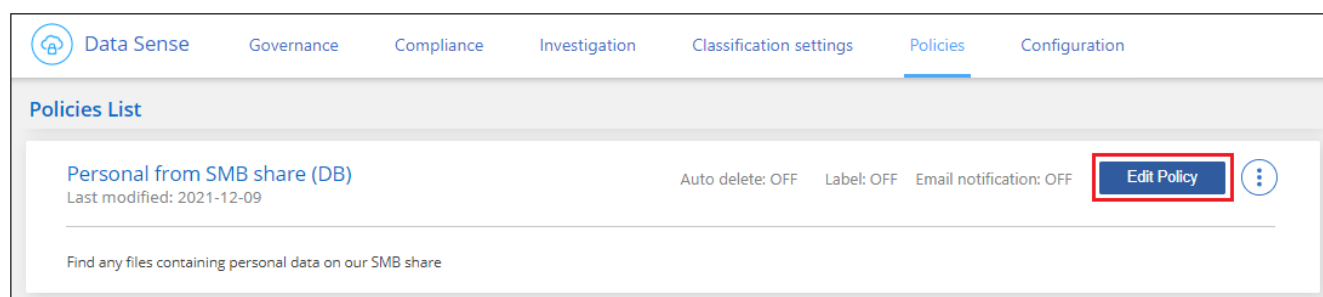 Data Sense Governance Compliance Investigation Classification settings Policies Configuration
Policies List
Personal from SMB share (DB) Auto delete: OFF Label: OFF Email notification: OFF Edit Policy
Last modified: 2021-12-09
Find any files containing personal data on our SMB share